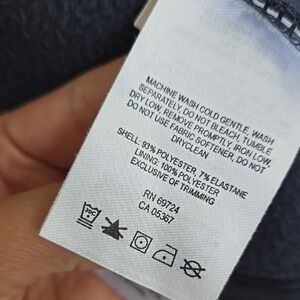 MACHINE WASH COLD GENTLE, WASH
SEPARATELY, DO NOT BLEACH, TUMBLE
DRY LOW, REMOVE PROMPTLY, IRON LOW,
DO NOT USE FABRIC SOFTENER, DO NOT
DRYCLEAN
SHELL: 93% POLYESTER, 7% ELASTANE
LINING: 100% POLYESTER
EXCLUSIVE OF TRIMMING
RN 69724
CA 05367